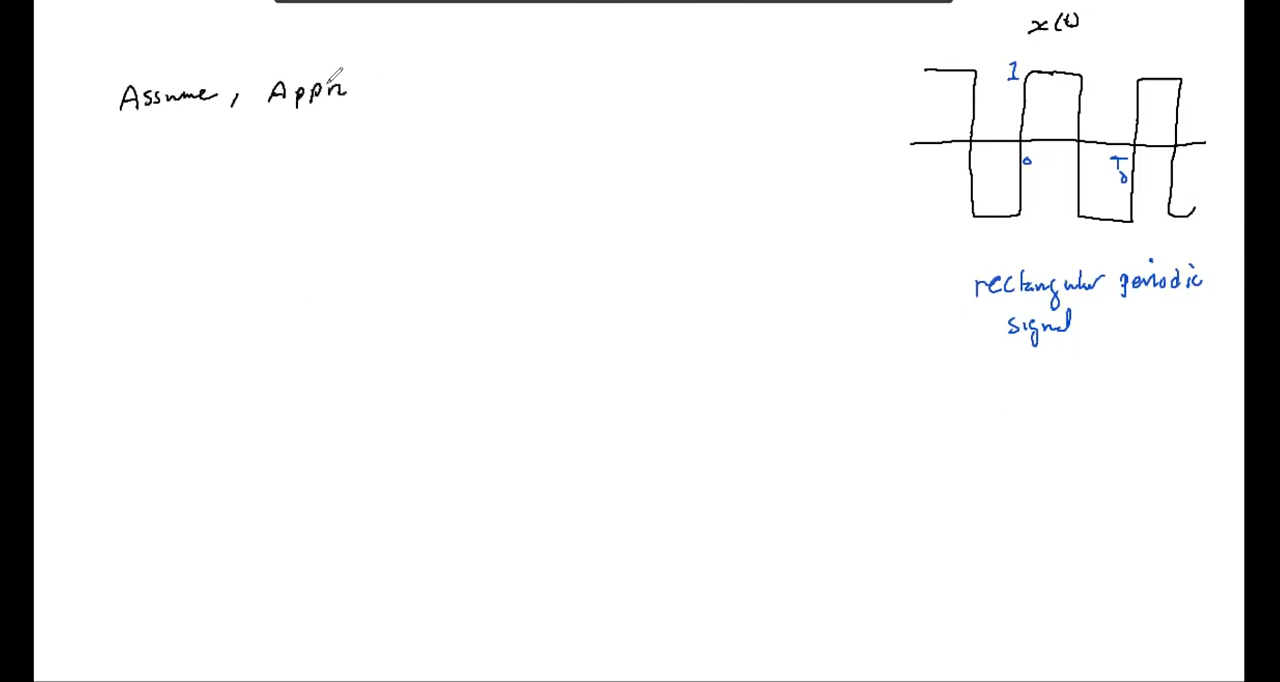 x(t)
Assume, Appr
1
0
T0
rectangular periodic
signal